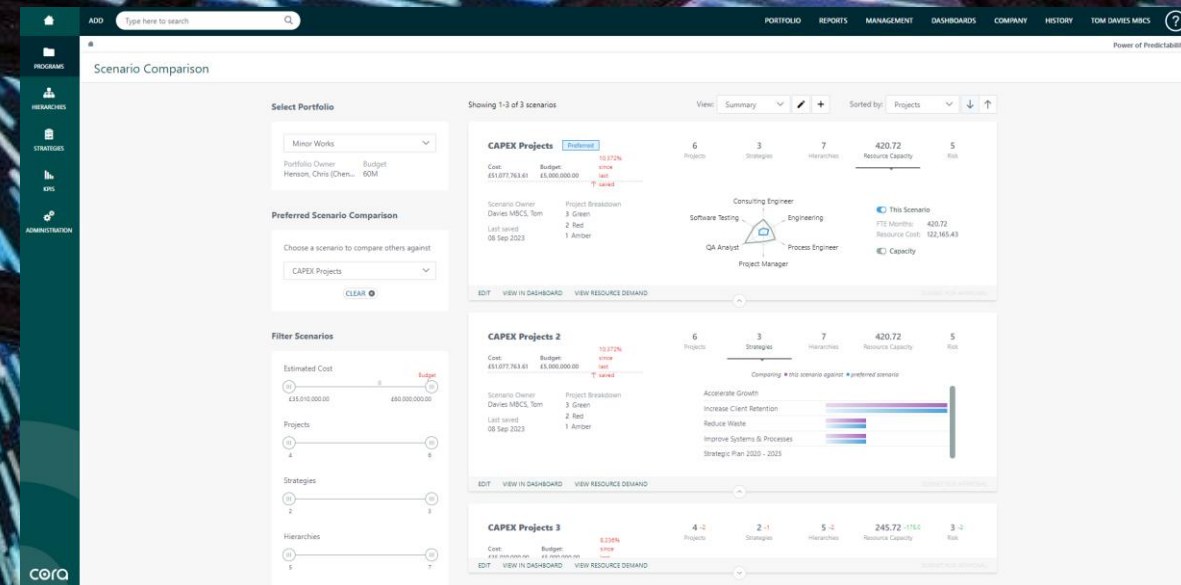 ADD
Type here to search
PORTFOLIO REPORTS MANAGEMENT DASHBOARDS COMPANY HISTORY TOM DAVIES MBCS ?
Power of Predictabili
PROGRAMS
HIERARCHIES
STRATEGIES
KPIS
ADMINISTRATION
cora
Scenario Comparison
Select Portfolio
Minor Works
Portfolio Owner Budget
Henson, Chris (Chen... 60M
Preferred Scenario Comparison
Choose a scenario to compare others against
CAPEX Projects
CLEAR
Filter Scenarios
Estimated Cost
Budget
£35,010,000.00 £60,000,000.00
Projects
4 6
Strategies
2 3
Hierarchies
5 7
Showing 1-3 of 3 scenarios
View: Summary
Sorted by: Projects
CAPEX Projects Preferred
Cost: Budget:
£51,077,763.61 £5,000,000.00
10.572%
since
last
↑ saved
Scenario Owner Project Breakdown
Davies MBCS, Tom 3 Green
2 Red
Last saved 1 Amber
08 Sep 2023
6 3 7 420.72 5
Projects Strategies Hierarchies Resource Capacity Risk
Consulting Engineer
Software Testing Engineering
QA Analyst Process Engineer
Project Manager
This Scenario
FTE Months: 420.72
Resource Cost: 122,165.43
Capacity
EDIT VIEW IN DASHBOARD VIEW RESOURCE DEMAND
CAPEX Projects 2
Cost: Budget:
£51,077,763.61 £5,000,000.00
10.572%
since
last
↑ saved
Scenario Owner Project Breakdown
Davies MBCS, Tom 3 Green
2 Red
Last saved 1 Amber
08 Sep 2023
6 3 7 420.72 5
Projects Strategies Hierarchies Resource Capacity Risk
Comparing this scenario against preferred scenario
Accelerate Growth
Increase Client Retention
Reduce Waste
Improve Systems & Processes
Strategic Plan 2020 - 2025
EDIT VIEW IN DASHBOARD VIEW RESOURCE DEMAND
CAPEX Projects 3
Cost: Budget:
since
4 -2 2 -1 5 -2 245.72 3 -2
Projects Strategies Hierarchies Resource Capacity Risk
EDIT VIEW IN DASHBOARD VIEW RESOURCE DEMAND